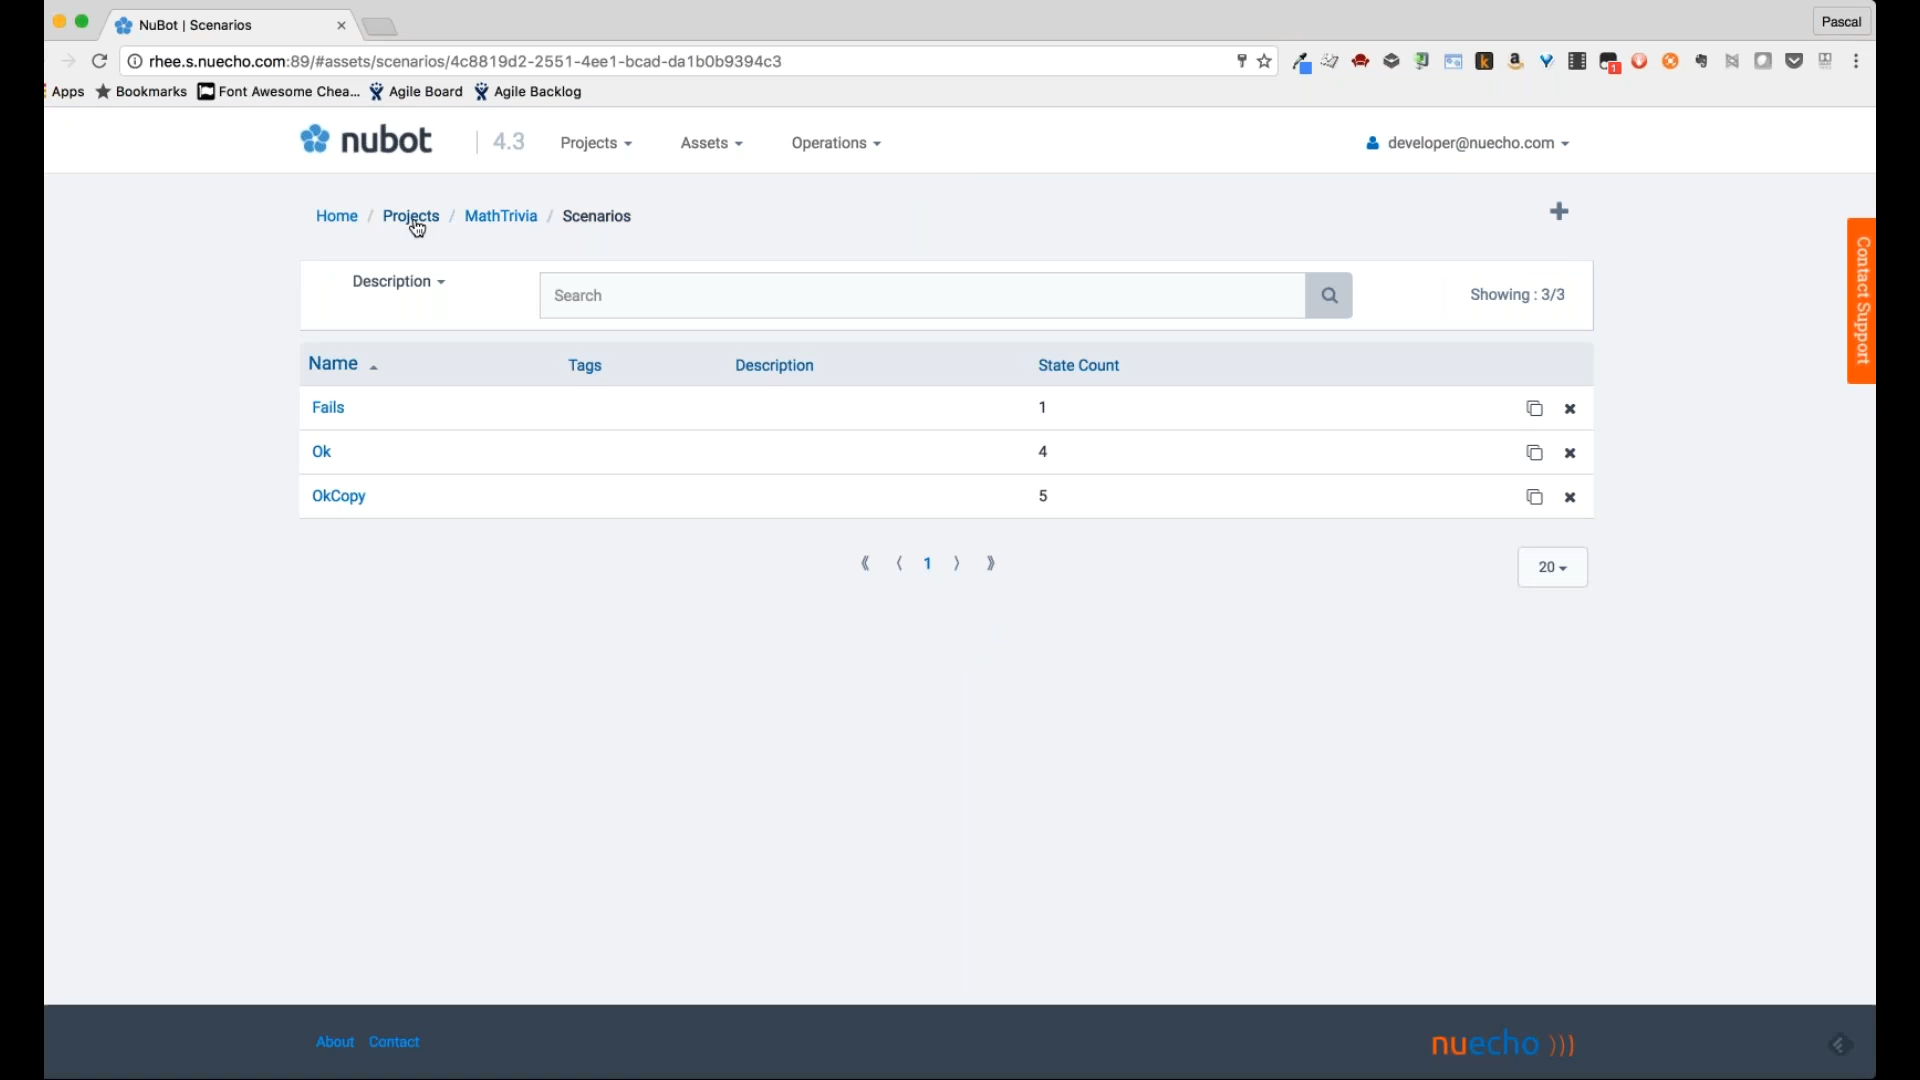 NuBot | Scenarios
Pascal
rhee.s.nuecho.com:89/#assets/scenarios/4c8819d2-2551-4ee1-bcad-da1b0b9394c3
Apps Bookmarks Font Awesome Chea... Agile Board Agile Backlog
nubot | 4.3 Projects Assets Operations developer@nuecho.com
Home / Projects / MathTrivia / Scenarios
Contact Support
Description Search Showing : 3/3
Name Tags Description State Count
Fails 1
Ok 4
OkCopy 5
1
20
About Contact
nuecho